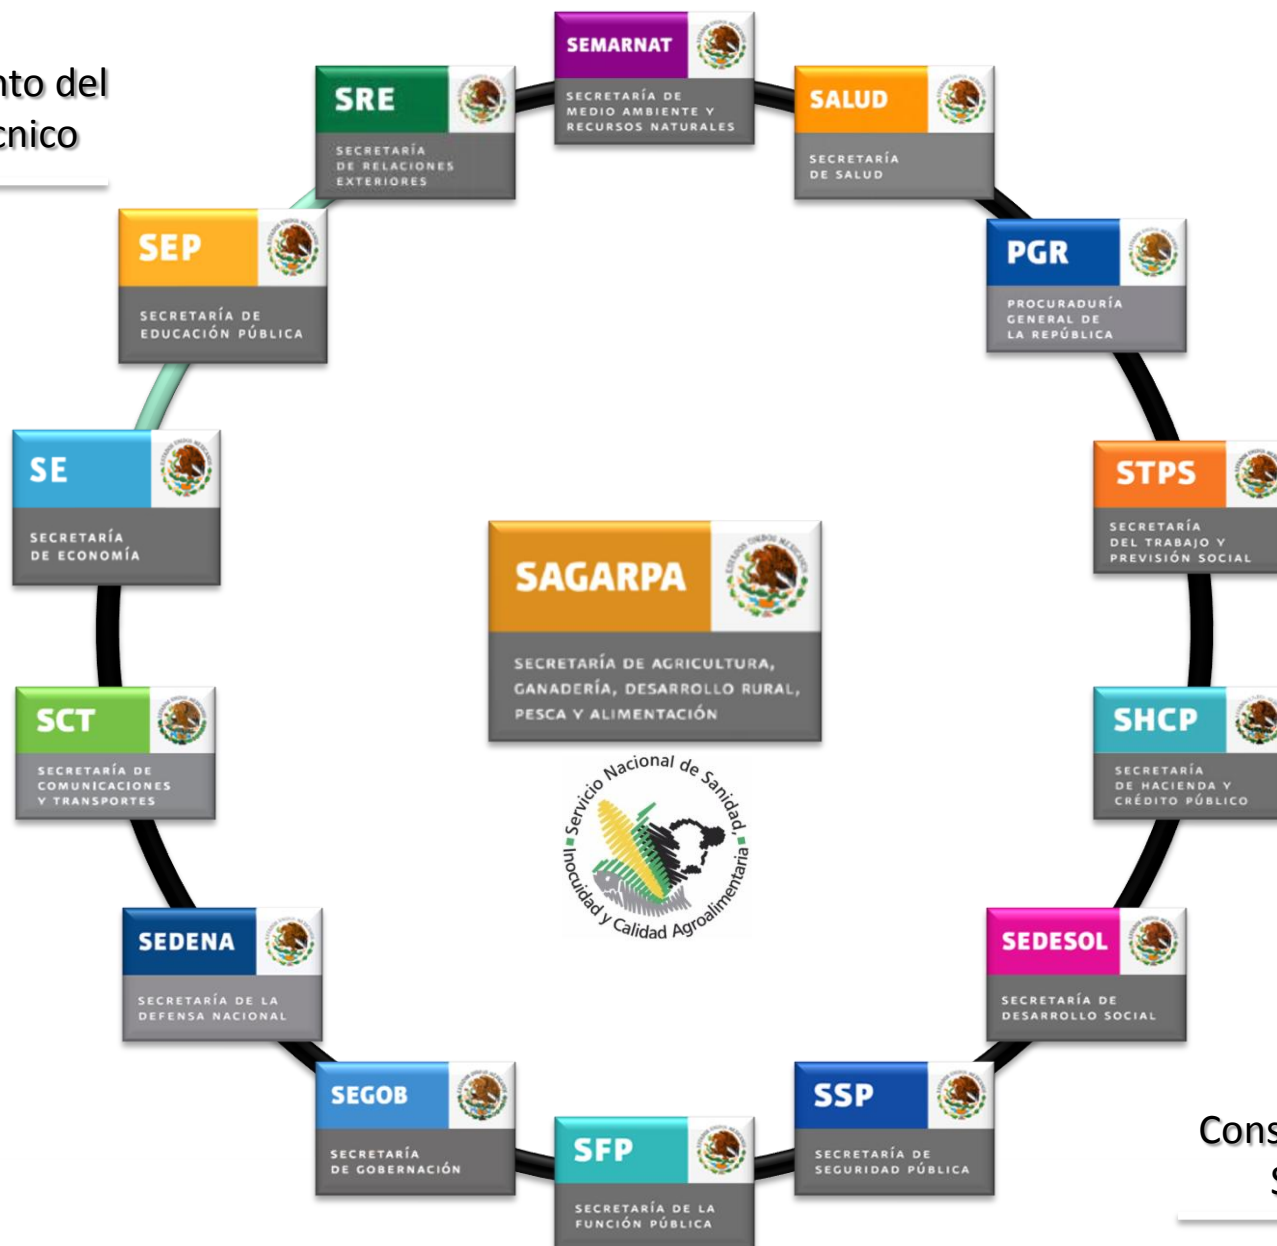 SEMARNAT
SECRETARÍA DE
MEDIO AMBIENTE Y
RECURSOS NATURALES
del
SRE
SECRETARÍA
DE RELACIONES
EXTERIORES
SALUD
SECRETARÍA
DE SALUD
SEP
SECRETARÍA DE
EDUCACIÓN PÚBLICA
PGR
PROCURADURÍA
GENERAL DE
LA REPÚBLICA
SE
SECRETARÍA
DE ECONOMÍA
STPS
SECRETARÍA
DEL TRABAJO Y
PREVISIÓN SOCIAL
SAGARPA
ESTADOS UNIDOS MEXICANOS
SECRETARÍA DE AGRICULTURA,
GANADERÍA, DESARROLLO RURAL,
PESCA Y ALIMENTACIÓN
SCT
SECRETARÍA DE
COMUNICACIONES
Y TRANSPORTES
SHCP
SECRETARÍA
DE HACIENDA Y
CRÉDITO PÚBLICO
Servicio Nacional de Sanidad,
Inocuidad y Calidad Agroalimentaria
SEDENA
SECRETARÍA DE LA
DEFENSA NACIONAL
SEDESOL
SECRETARÍA DE
DESARROLLO SOCIAL
SEGOB
SECRETARÍA
DE GOBERNACIÓN
SSP
SECRETARÍA DE
SEGURIDAD PÚBLICA
SFP
SECRETARÍA DE LA
FUNCIÓN PÚBLICA